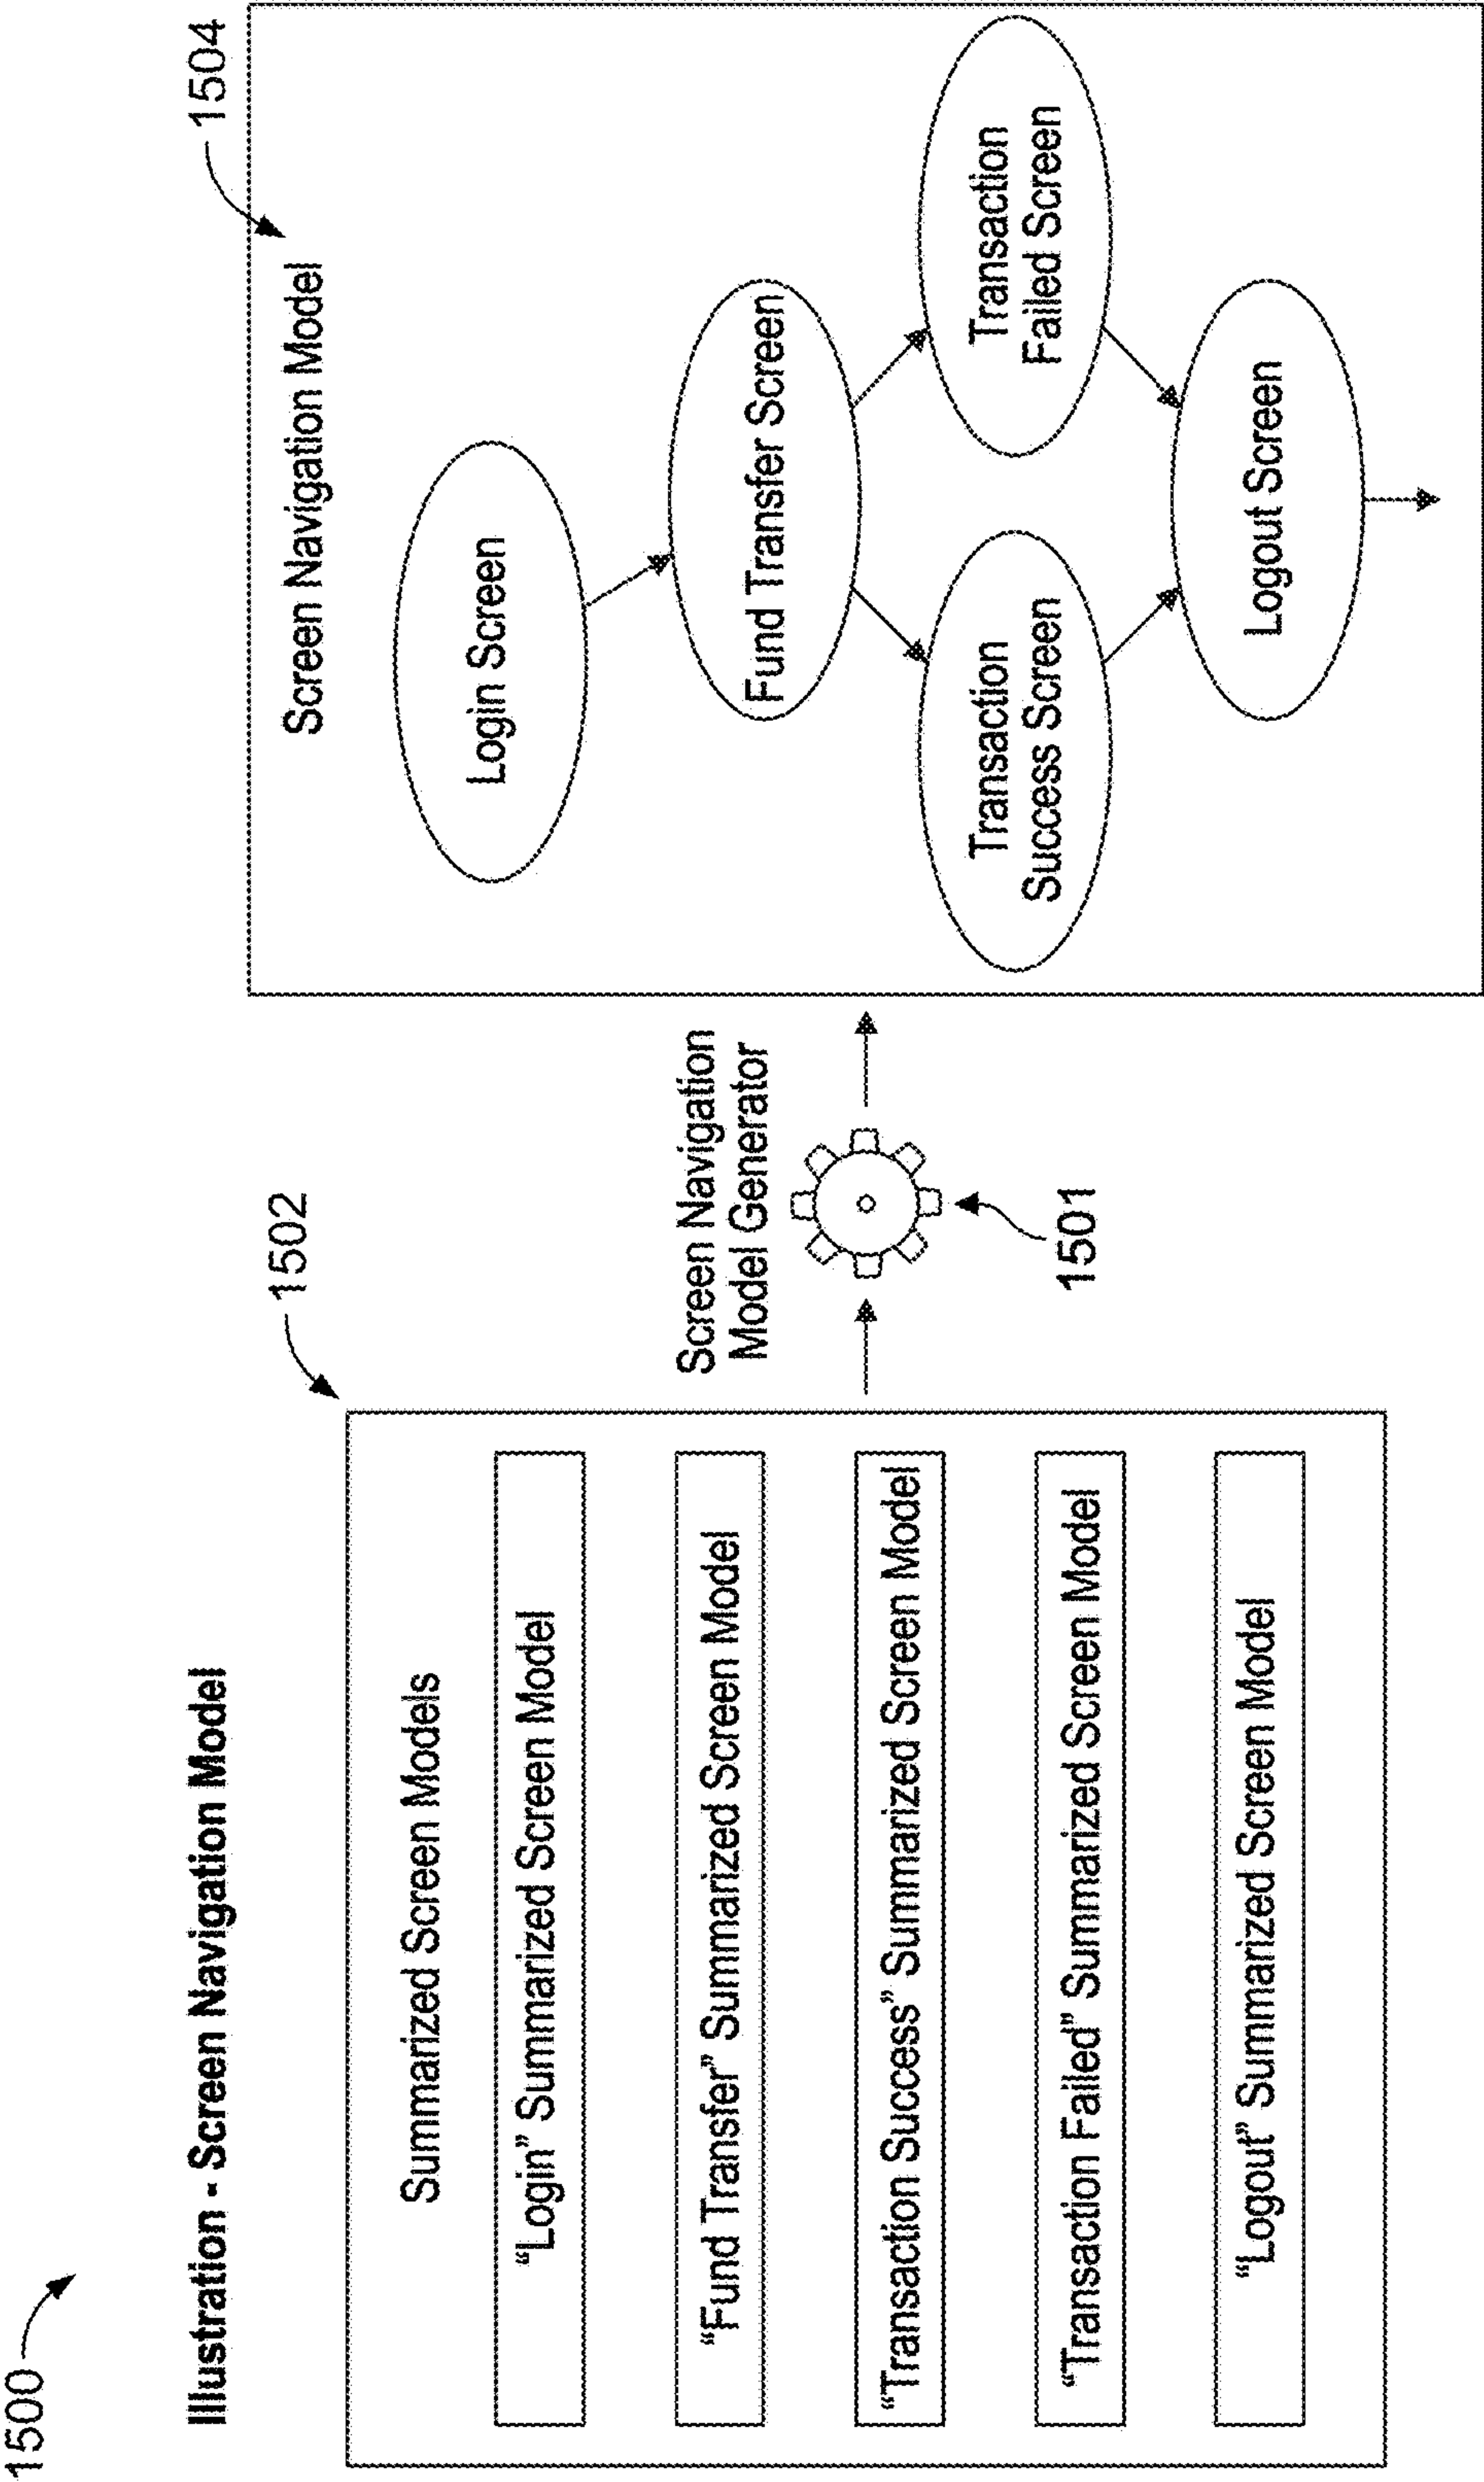 1500
Illustration - Screen Navigation Model
1502
Summarized Screen Models
“Login” Summarized Screen Model
“Fund Transfer” Summarized Screen Model
“Transaction Success” Summarized Screen Model
“Transaction Failed” Summarized Screen Model
“Logout” Summarized Screen Model
Screen Navigation
Model Generator
1501
1504
Screen Navigation Model
Login Screen
Fund Transfer Screen
Transaction
Success Screen
Transaction
Failed Screen
Logout Screen